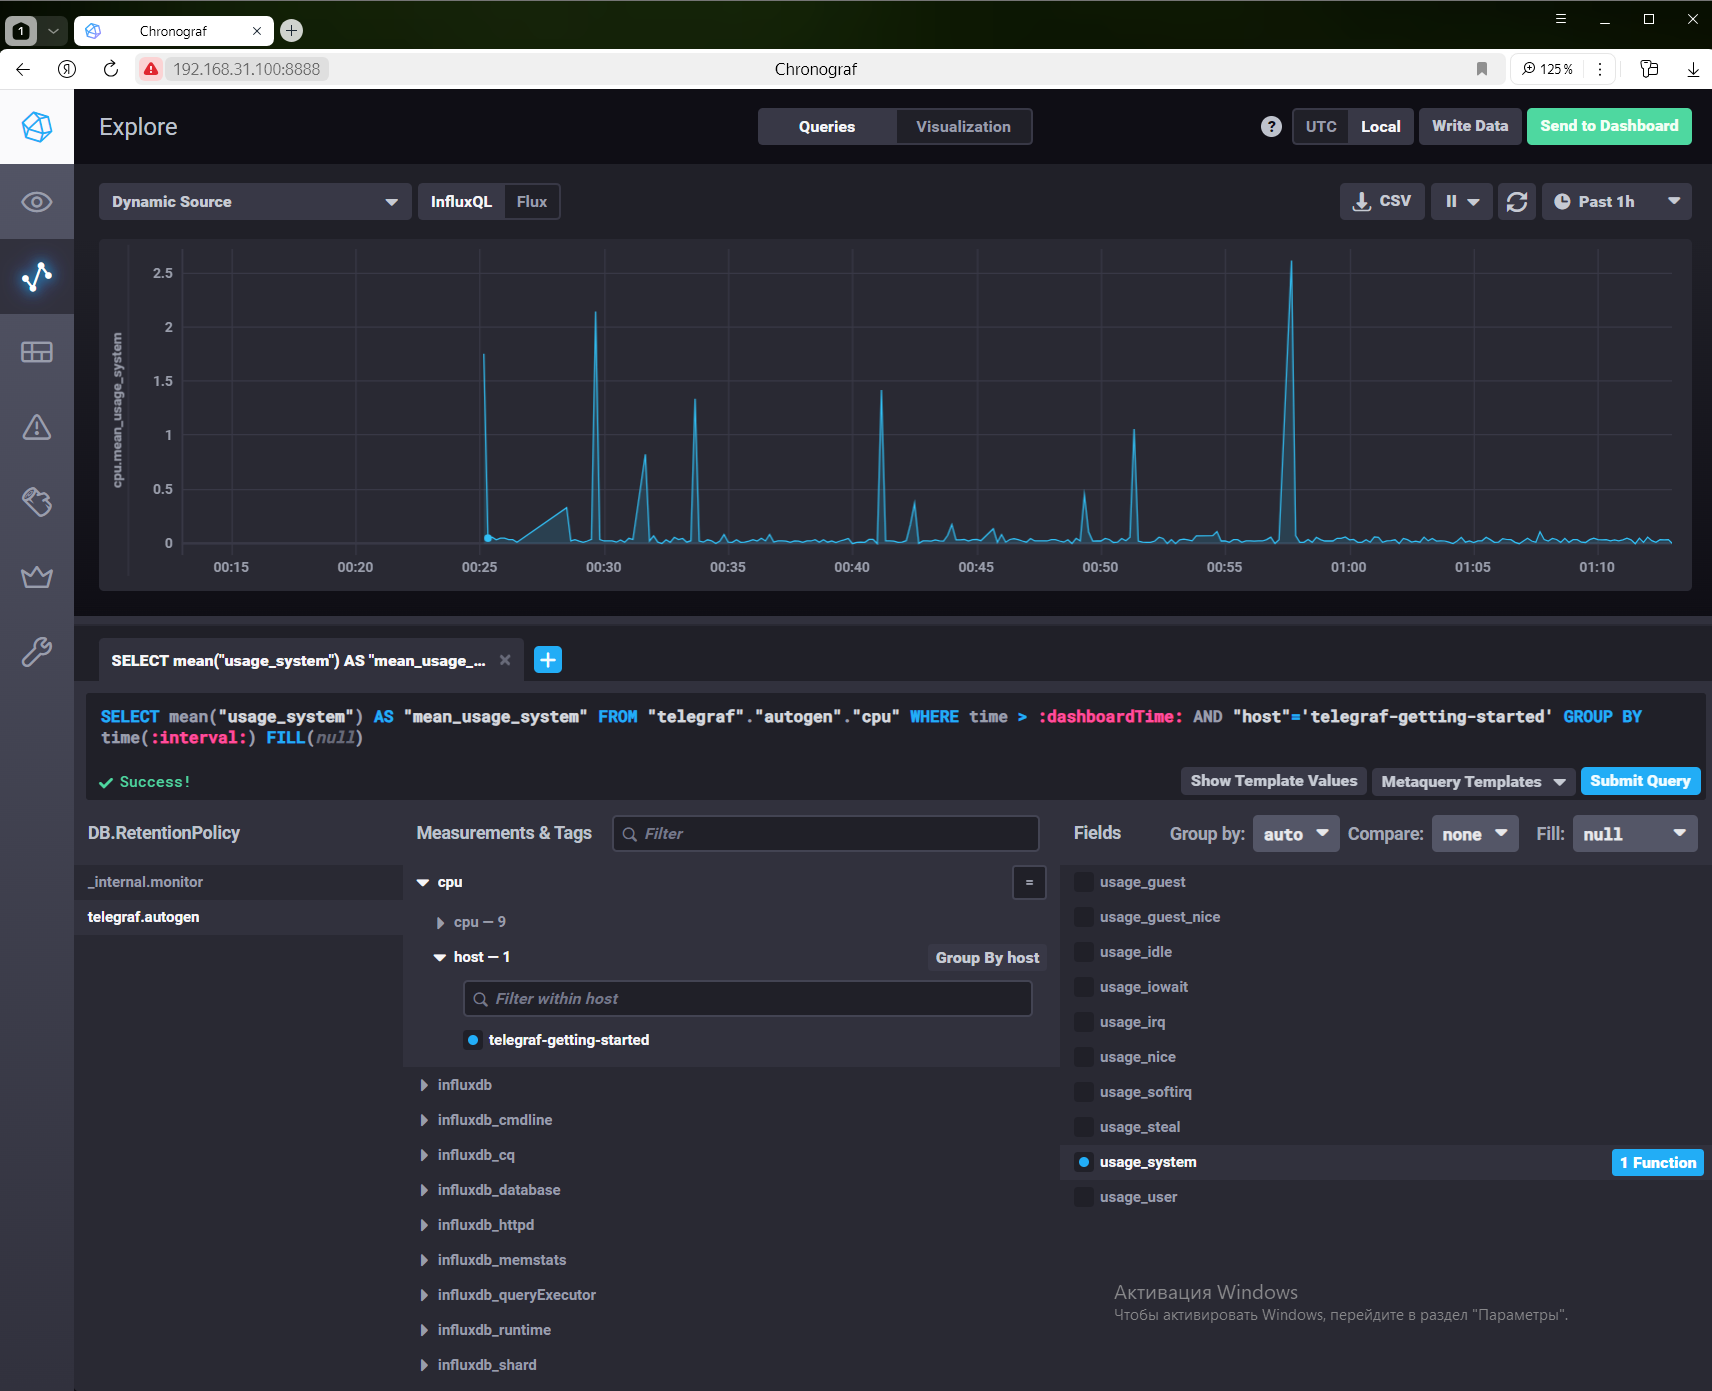 1
Chronograf
192.168.31.100:8888
Chronograf
125 %
Explore
Queries
Visualization
?
UTC
Local
Write Data
Send to Dashboard
Dynamic Source
InfluxQL
Flux
CSV
Past 1h
cpu.mean_usage_system
2.5
2
1.5
1
0.5
0
00:15
00:20
00:25
00:30
00:35
00:40
00:45
00:50
00:55
01:00
01:05
01:10
SELECT mean("usage_system") AS "mean_usage_...
SELECT mean("usage_system") AS "mean_usage_system" FROM "telegraf"."autogen"."cpu" WHERE time > :dashboardTime: AND "host"='telegraf-getting-started' GROUP BY
time(:interval:) FILL(null)
Success!
Show Template Values
Metaquery Templates
Submit Query
DB.RetentionPolicy
_internal.monitor
telegraf.autogen
Measurements & Tags
Filter
cpu
=
cpu — 9
host — 1
Group By host
Filter within host
telegraf-getting-started
influxdb
influxdb_cmdline
influxdb_cq
influxdb_database
influxdb_httpd
influxdb_memstats
influxdb_queryExecutor
influxdb_runtime
influxdb_shard
Fields
Group by:
auto
Compare:
none
Fill:
null
usage_guest
usage_guest_nice
usage_idle
usage_iowait
usage_irq
usage_nice
usage_softirq
usage_steal
usage_system
1 Function
usage_user
Активация Windows
Чтобы активировать Windows, перейдите в раздел "Параметры".